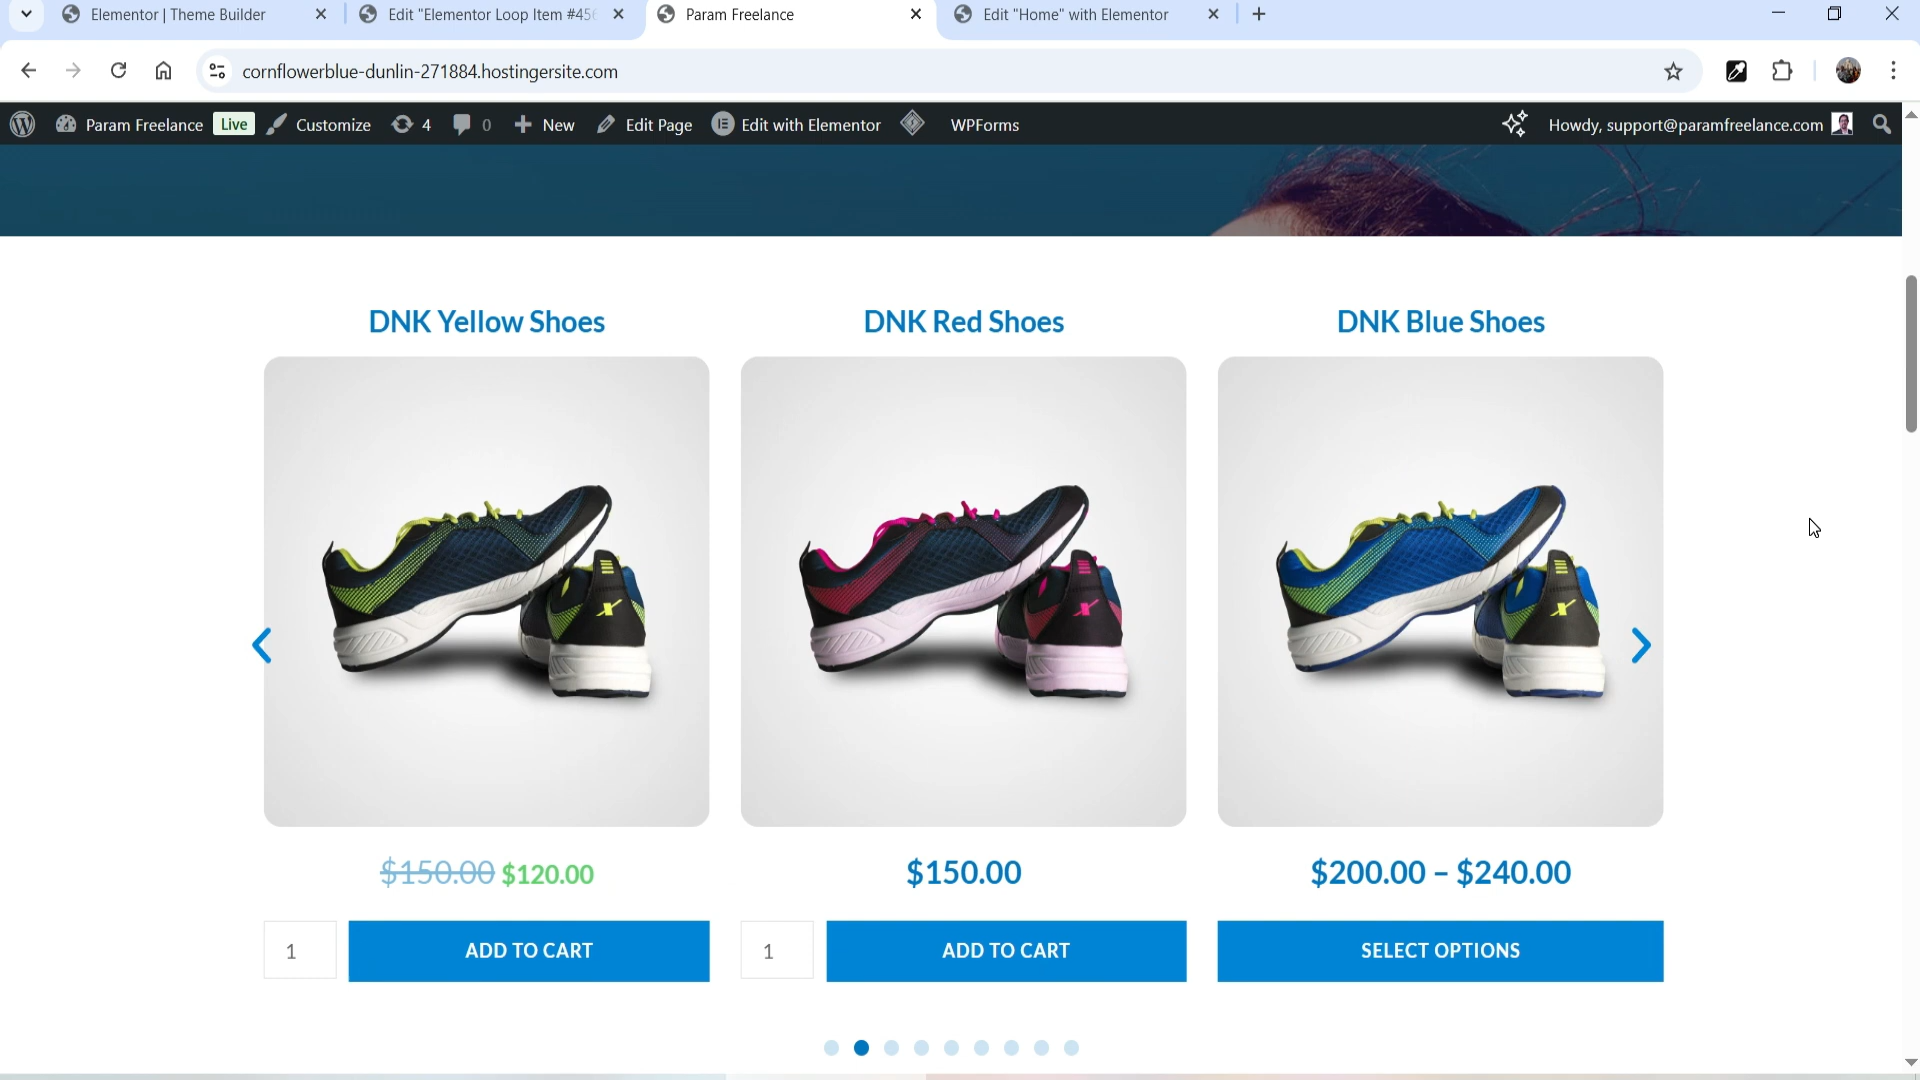 Elementor | Theme Builder
Edit "Elementor Loop Item #456
Param Freelance
Edit "Home" with Elementor
cornflowerblue-dunlin-271884.hostingersite.com
Param Freelance Live Customize 4 0 New Edit Page Edit with Elementor WPForms Howdy, support@paramfreelance.com
DNK Yellow Shoes
DNK Red Shoes
DNK Blue Shoes
$150.00 $120.00
$150.00
$200.00 – $240.00
1 ADD TO CART
1 ADD TO CART
SELECT OPTIONS